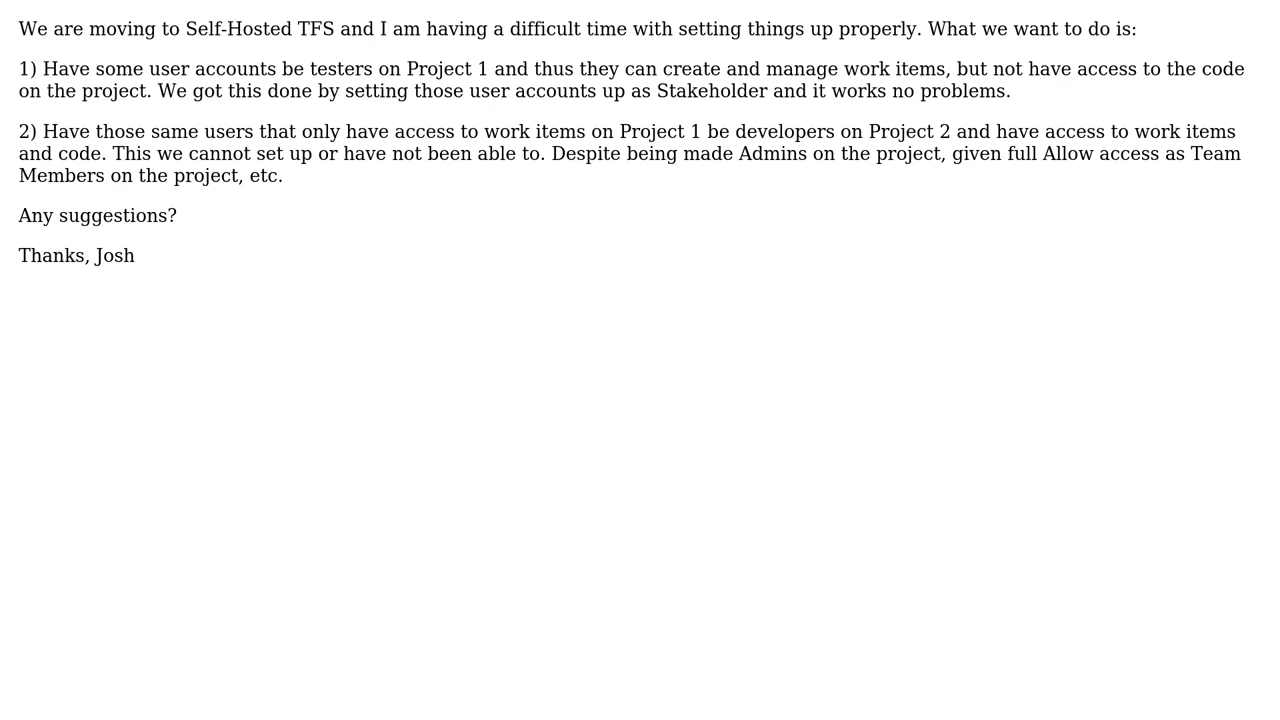 We are moving to Self-Hosted TFS and I am having a difficult time with setting things up properly. What we want to do is:
1) Have some user accounts be testers on Project 1 and thus they can create and manage work items, but not have access to the code
on the project. We got this done by setting those user accounts up as Stakeholder and it works no problems.
2) Have those same users that only have access to work items on Project 1 be developers on Project 2 and have access to work items
and code. This we cannot set up or have not been able to. Despite being made Admins on the project, given full Allow access as Team
Members on the project, etc.
Any suggestions?
Thanks, Josh